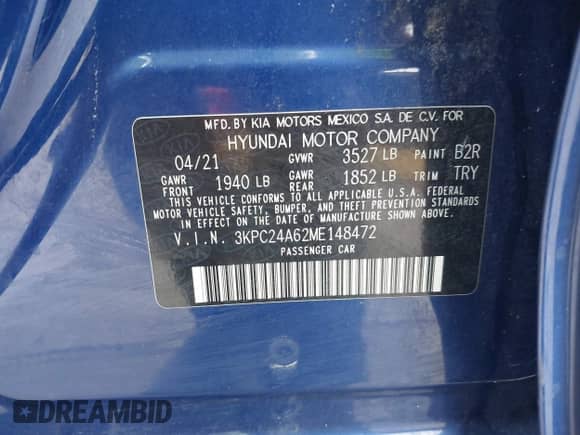 MFD. BY KIA MOTORS MEXICO S.A. DE C.V. FOR
HYUNDAI MOTOR COMPANY
04/21 GVWR 3527 LB PAINT B2R
GAWR FRONT 1940 LB GAWR REAR 1852 LB TRIM TRY
THIS VEHICLE CONFORMS TO ALL APPLICABLE U.S.A. FEDERAL
MOTOR VEHICLE SAFETY, BUMPER, AND THEFT PREVENTION STANDARDS
IN EFFECT ON THE DATE OF MANUFACTURE SHOWN ABOVE.
V.I.N. 3KPC24A62ME148472
PASSENGER CAR
DREAMBID